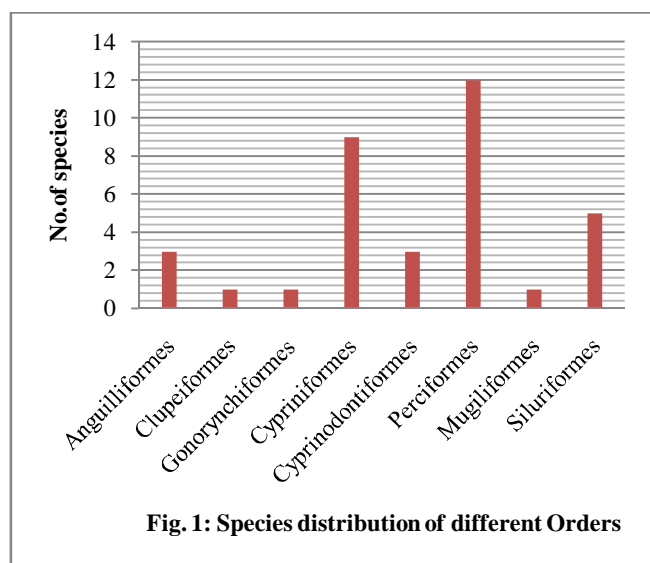 14
12
10
8
6
4
2
0
No.of species
Anguilliformes
Clupeiformes
Gonorynchiformes
Cypriniformes
Cyprinodontiformes
Perciformes
Mugiliformes
Siluriformes
Fig. 1: Species distribution of different Orders